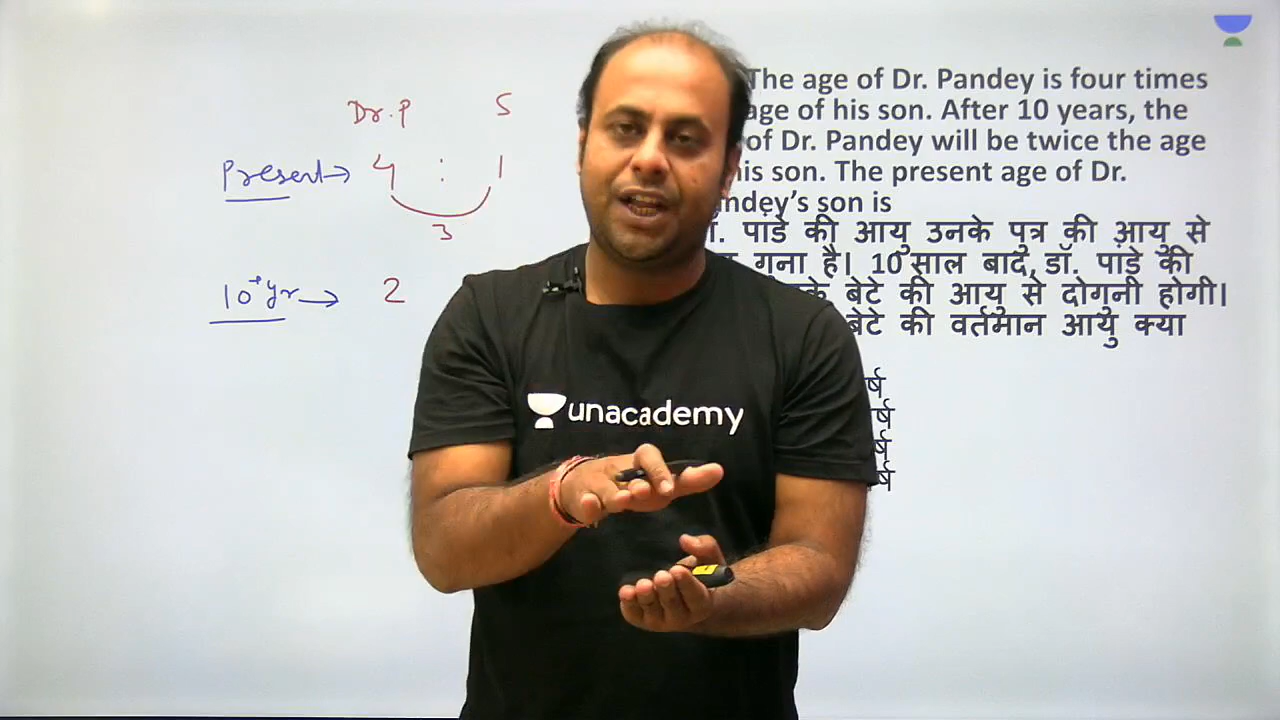 Dr. P S
Present → 4 : 1
3
10 yr → 2
The age of Dr. Pandey is four times
age of his son. After 10 years, the
of Dr. Pandey will be twice the age
his son. The present age of Dr.
ndey's son is
पांडे की आयु उनके पुत्र की आयु से
गुना है। 10 साल बाद, डॉ. पांडे की
के बेटे की आयु से दोगुनी होगी।
बेटे की वर्तमान आयु क्या
र्ष
र्ष
र्ष
र्ष
unacademy